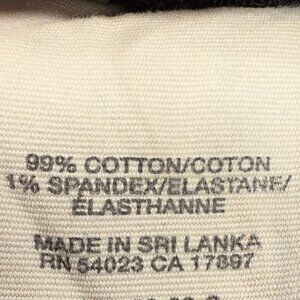 99% COTTON/COTON
1% SPANDEX/ELASTANE/
ÉLASTHANNE
MADE IN SRI LANKA
RN 54023 CA 17897